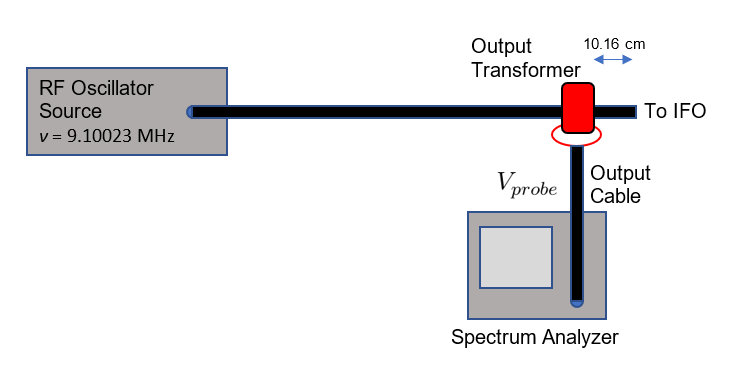 Output
Transformer
10.16 cm
RF Oscillator
Source
v = 9.10023 MHz
To IFO
V_probe
Output
Cable
Spectrum Analyzer